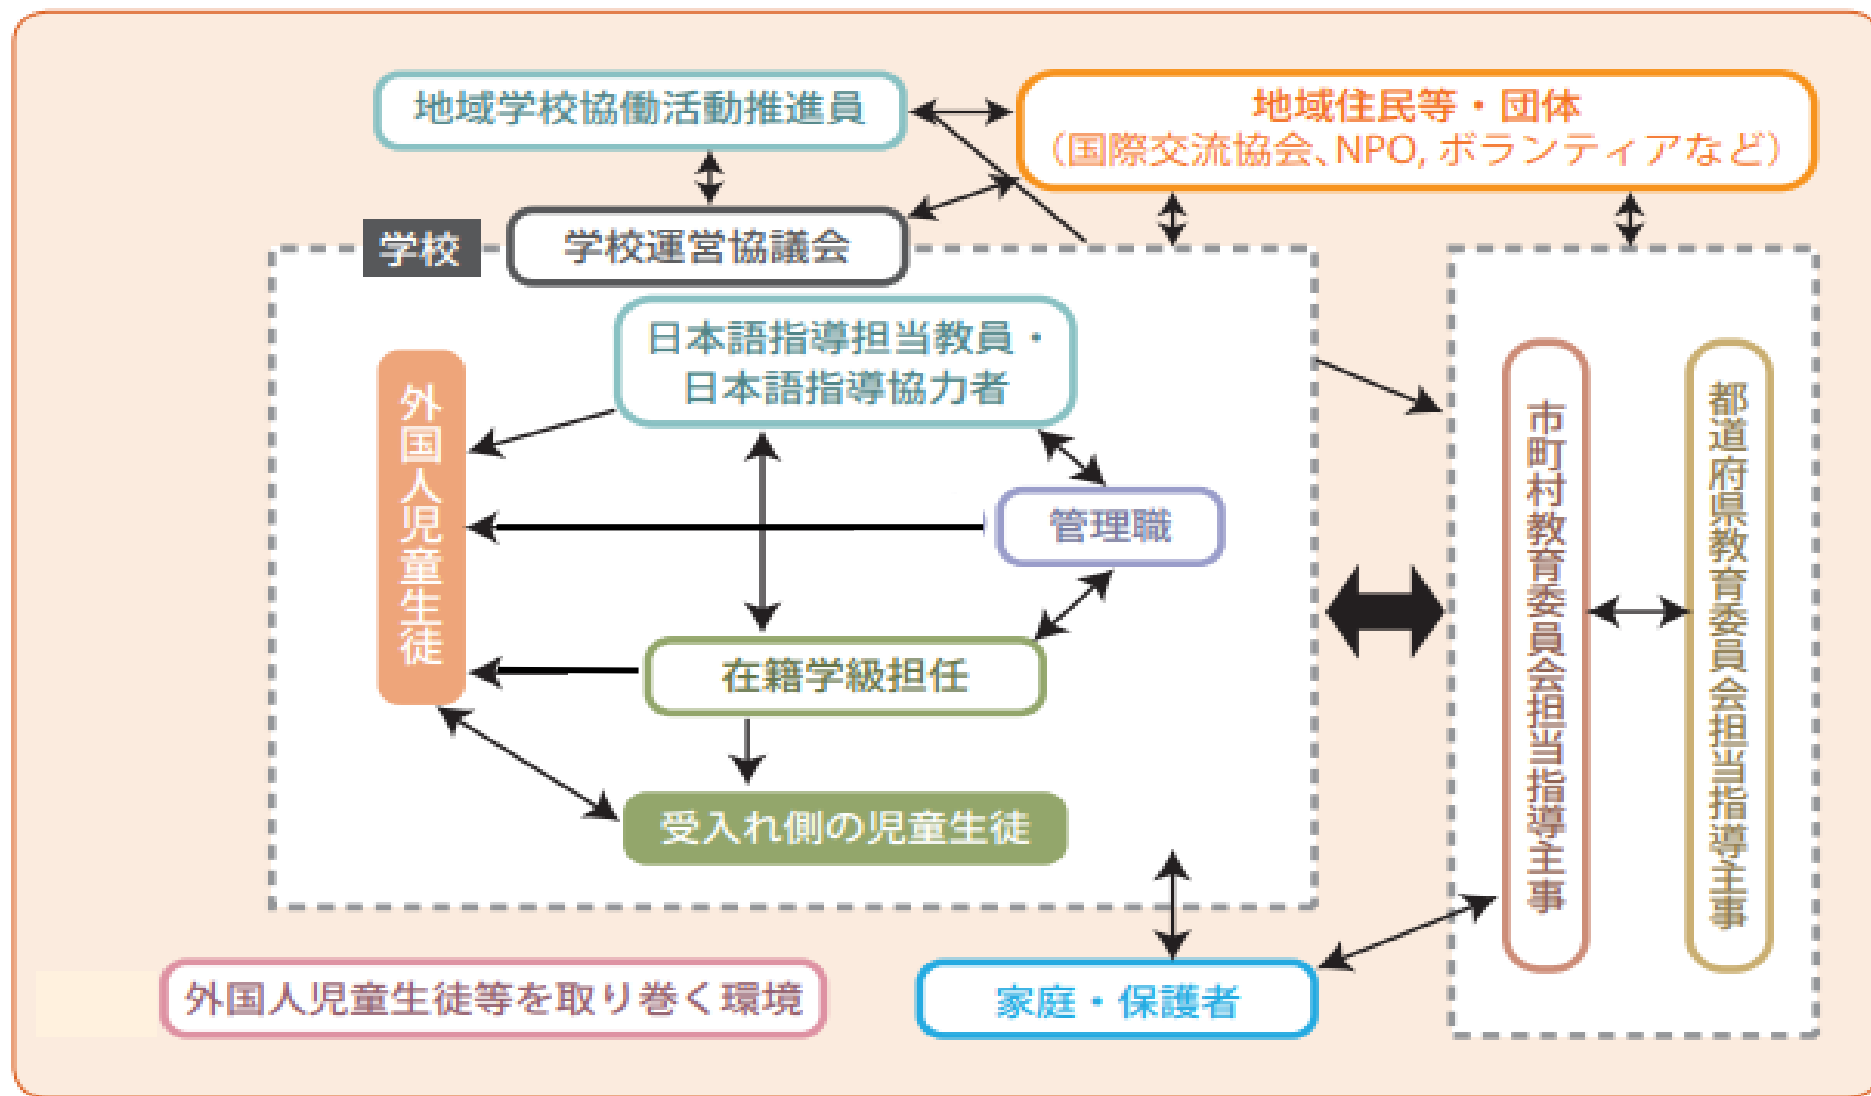 地域学校協働活動推進員
地域住民等・団体
（国際交流協会、NPO, ボランティアなど）
学校
学校運営協議会
日本語指導担当教員・
日本語指導協力者
外国人児童生徒
管理職
在籍学級担任
受入れ側の児童生徒
市町村教育委員会担当指導主事
都道府県教育委員会担当指導主事
外国人児童生徒等を取り巻く環境
家庭・保護者